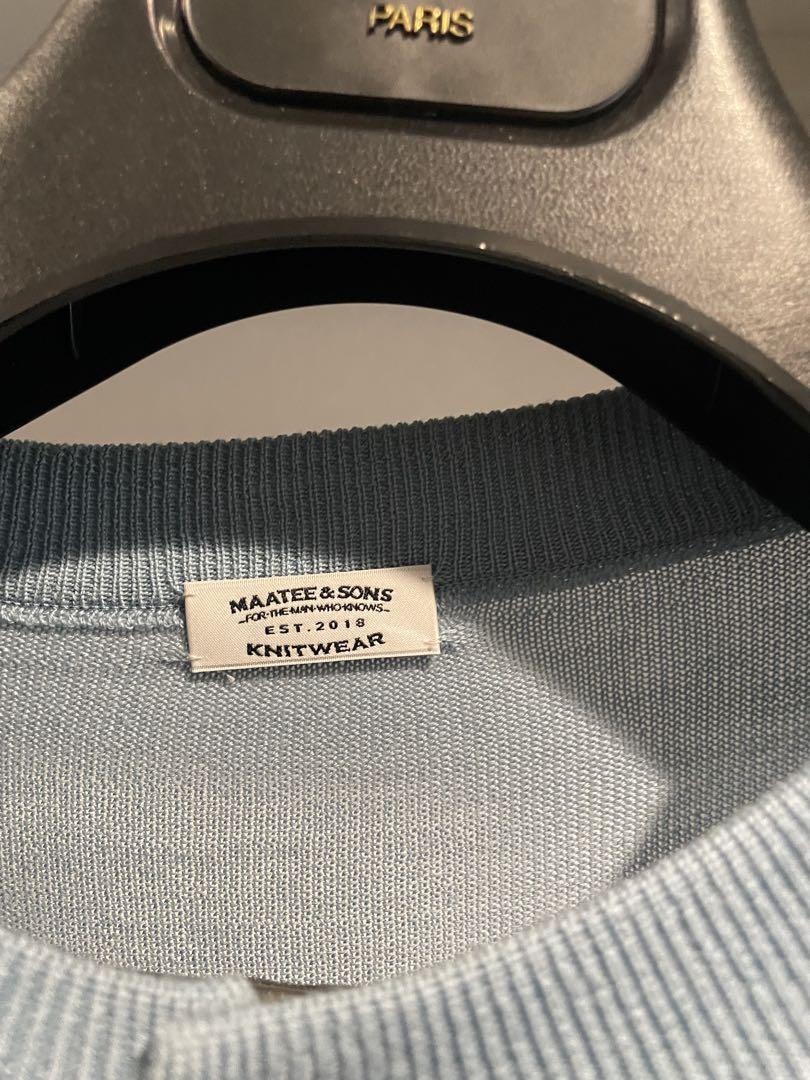 PARIS
MAATEE & SONS
-FOR·THE·MAN·WHO·KNOWS-
EST.2018
KNITWEAR